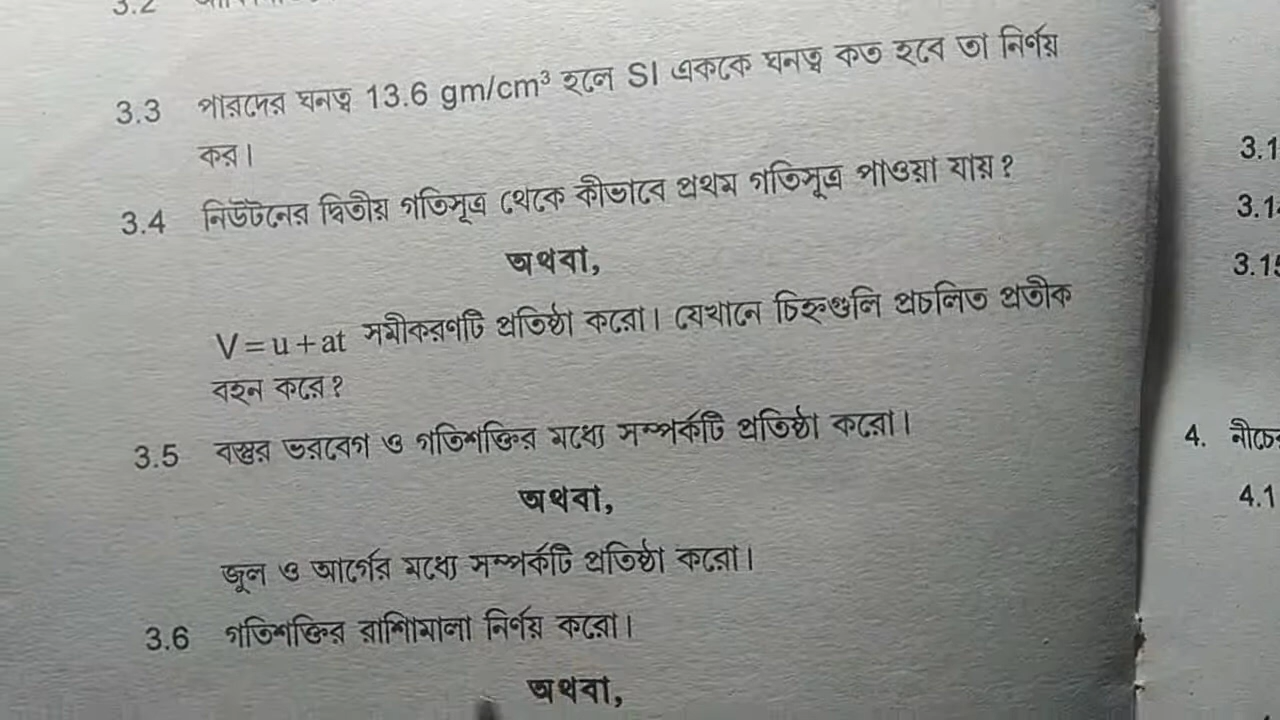 3.2
3.3 পারদের ঘনত্ব 13.6 gm/cm³ হলে SI এককে ঘনত্ব কত হবে তা নির্ণয়
কর।
3.4 নিউটনের দ্বিতীয় গতিসূত্র থেকে কীভাবে প্রথম গতিসূত্র পাওয়া যায়?
অথবা,
V = u + at সমীকরণটি প্রতিষ্ঠা করো। যেখানে চিহ্নগুলি প্রচলিত প্রতীক
বহন করে?
3.5 বস্তুর ভরবেগ ও গতিশক্তির মধ্যে সম্পর্কটি প্রতিষ্ঠা করো।
অথবা,
জুল ও আর্গের মধ্যে সম্পর্কটি প্রতিষ্ঠা করো।
3.6 গতিশক্তির রাশিামালা নির্ণয় করো।
অথবা,
3.1
3.1
3.15
4. নীচের
4.1